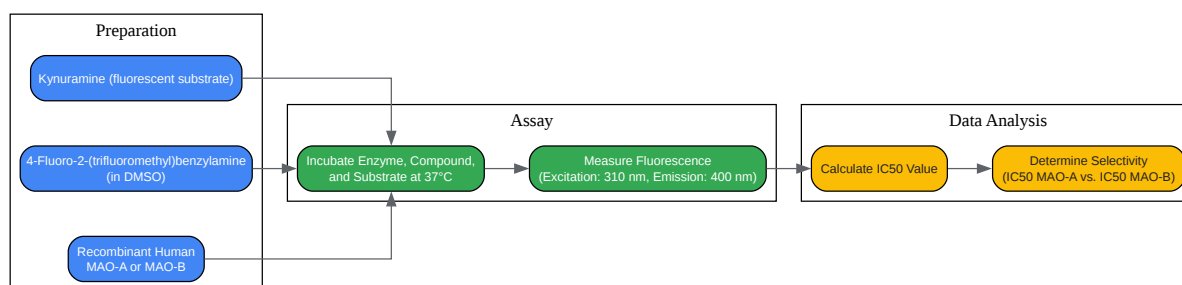 Preparation
Kynuramine (fluorescent substrate)
4-Fluoro-2-(trifluoromethyl)benzylamine
(in DMSO)
Recombinant Human
MAO-A or MAO-B
Assay
Incubate Enzyme, Compound,
and Substrate at 37°C
Measure Fluorescence
(Excitation: 310 nm, Emission: 400 nm)
Data Analysis
Calculate IC50 Value
Determine Selectivity
(IC50 MAO-A vs. IC50 MAO-B)